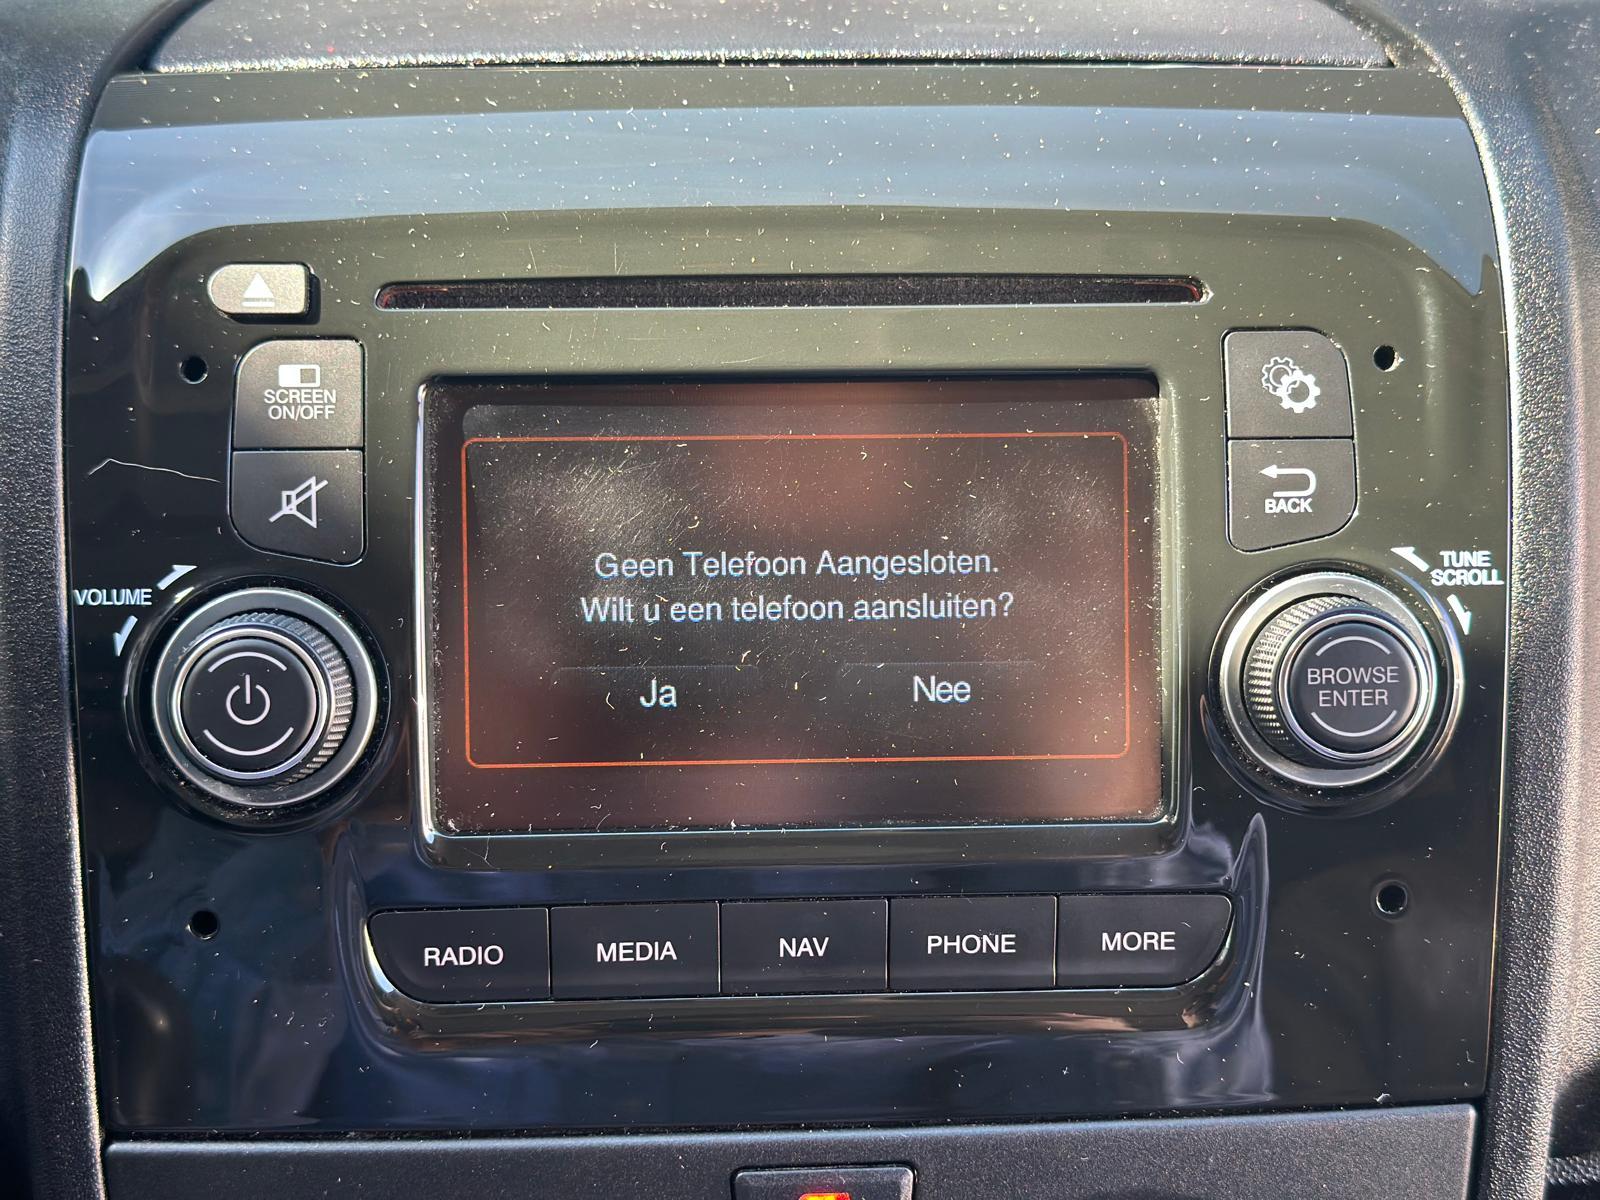 SCREEN
ON/OFF
BACK
VOLUME
TUNE
SCROLL
Geen Telefoon Aangesloten.
Wilt u een telefoon aansluiten?
Ja
Nee
BROWSE
ENTER
RADIO
MEDIA
NAV
PHONE
MORE